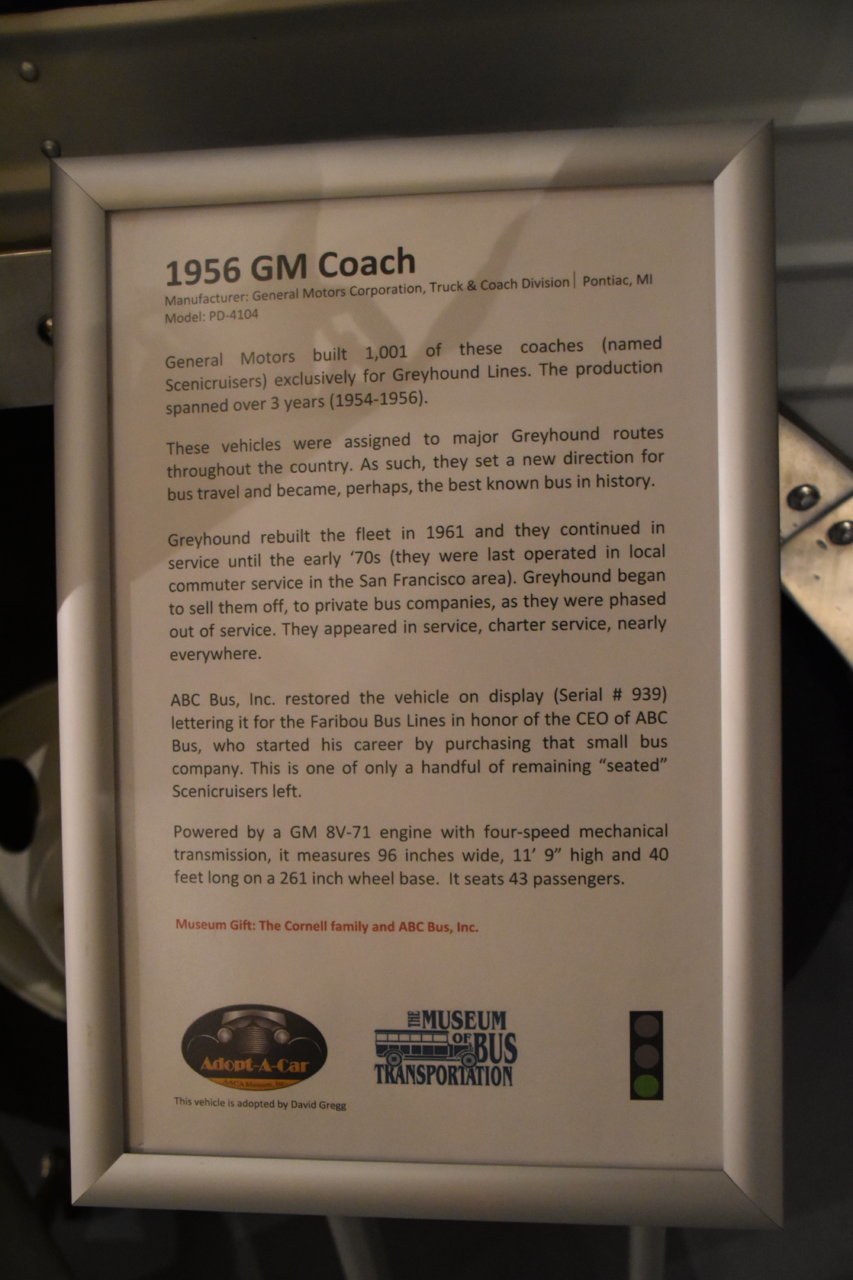 1956 GM Coach
Manufacturer: General Motors Corporation, Truck & Coach Division | Pontiac, MI
Model: PD-4104
General Motors built 1,001 of these coaches (named
Scenicruisers) exclusively for Greyhound Lines. The production
spanned over 3 years (1954-1956).
These vehicles were assigned to major Greyhound routes
throughout the country. As such, they set a new direction for
bus travel and became, perhaps, the best known bus in history.
Greyhound rebuilt the fleet in 1961 and they continued in
service until the early ‘70s (they were last operated in local
commuter service in the San Francisco area). Greyhound began
to sell them off, to private bus companies, as they were phased
out of service. They appeared in service, charter service, nearly
everywhere.
ABC Bus, Inc. restored the vehicle on display (Serial # 939)
lettering it for the Faribou Bus Lines in honor of the CEO of ABC
Bus, who started his career by purchasing that small bus
company. This is one of only a handful of remaining “seated”
Scenicruisers left.
Powered by a GM 8V-71 engine with four-speed mechanical
transmission, it measures 96 inches wide, 11’ 9” high and 40
feet long on a 261 inch wheel base. It seats 43 passengers.
Museum Gift: The Cornell family and ABC Bus, Inc.
Adopt-A-Car
AACA Museum, Inc.
This vehicle is adopted by David Gregg
THE MUSEUM
OF BUS
TRANSPORTATION